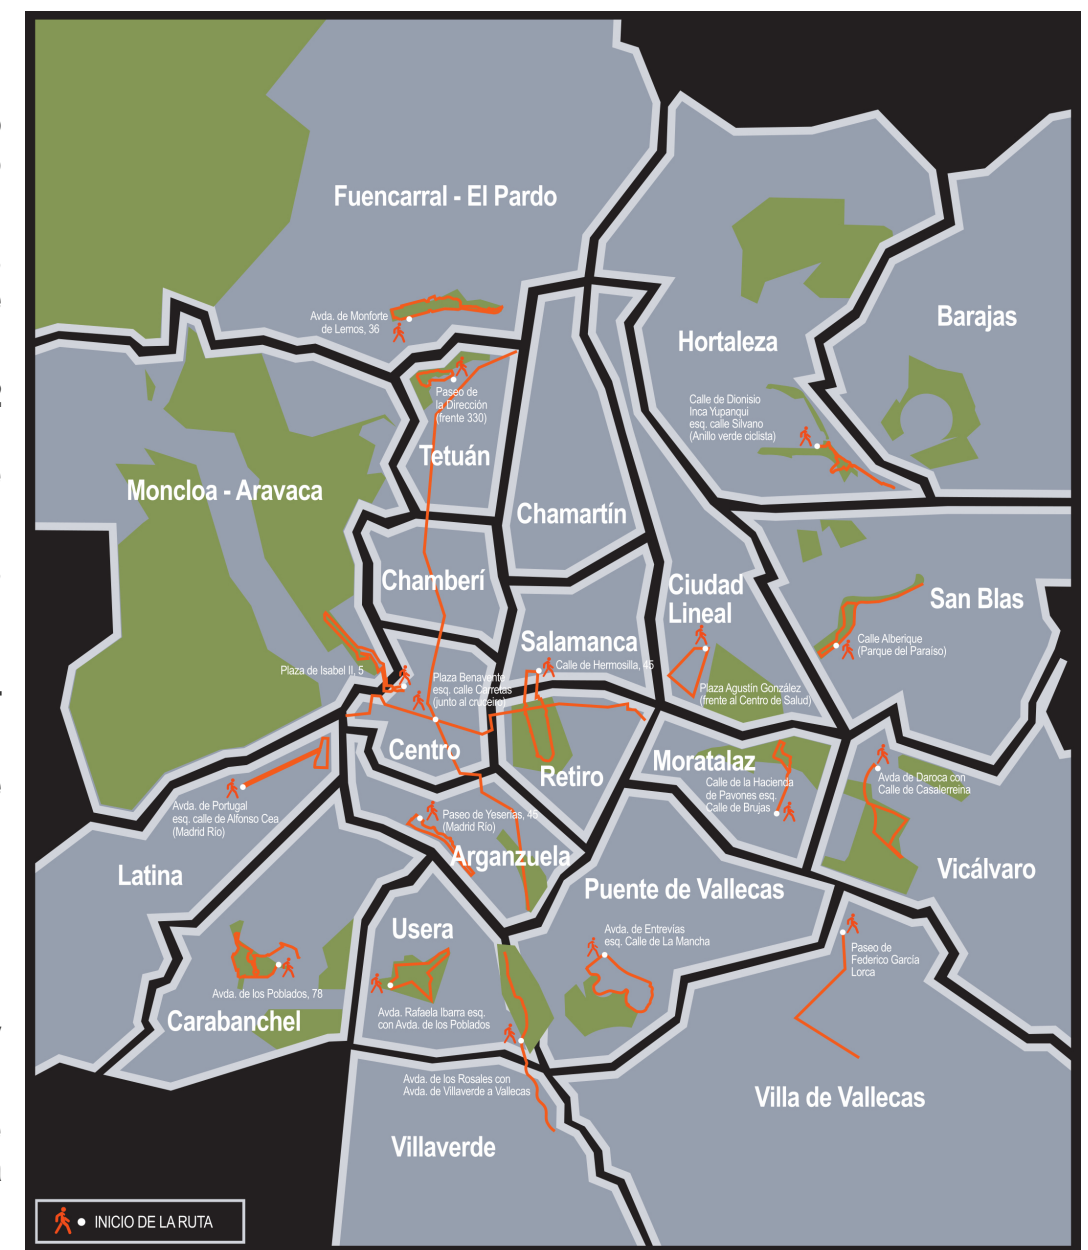 Fuencarral - El Pardo
Avda. de Monforte
de Lemos, 36
Barajas
Hortaleza
Calle de Dionisio
Inca Yupanqui
esq. calle Silvano
(Anillo verde ciclista)
Paseo de
la Dirección
(frente 330)
Tetuán
Moncloa - Aravaca
Chamartín
Chamberí
Ciudad
Lineal
San Blas
Salamanca
Calle de Hermosilla, 45
Calle Alberique
(Parque del Paraíso)
Plaza de Isabel II, 5
Plaza Benavente
esq. calle Carretas
(junto al cruceiro)
Plaza Agustín González
(frente al Centro de Salud)
Centro
Retiro
Moratalaz
Calle de la Hacienda
de Pavones esq.
Calle de Brujas
Avda de Daroca con
Calle de Casalerreina
Avda. de Portugal
esq. calle de Alfonso Cea
(Madrid Río)
Paseo de Yeserías, 45
(Madrid Río)
Arganzuela
Latina
Vicálvaro
Puente de Vallecas
Usera
Avda. de Entrevías
esq. Calle de La Mancha
Paseo de
Federico García
Lorca
Avda. de los Poblados, 78
Carabanchel
Avda. Rafaela Ibarra esq.
con Avda. de los Poblados
Avda. de los Rosales con
Avda. de Villaverde a Vallecas
Villa de Vallecas
Villaverde
INICIO DE LA RUTA